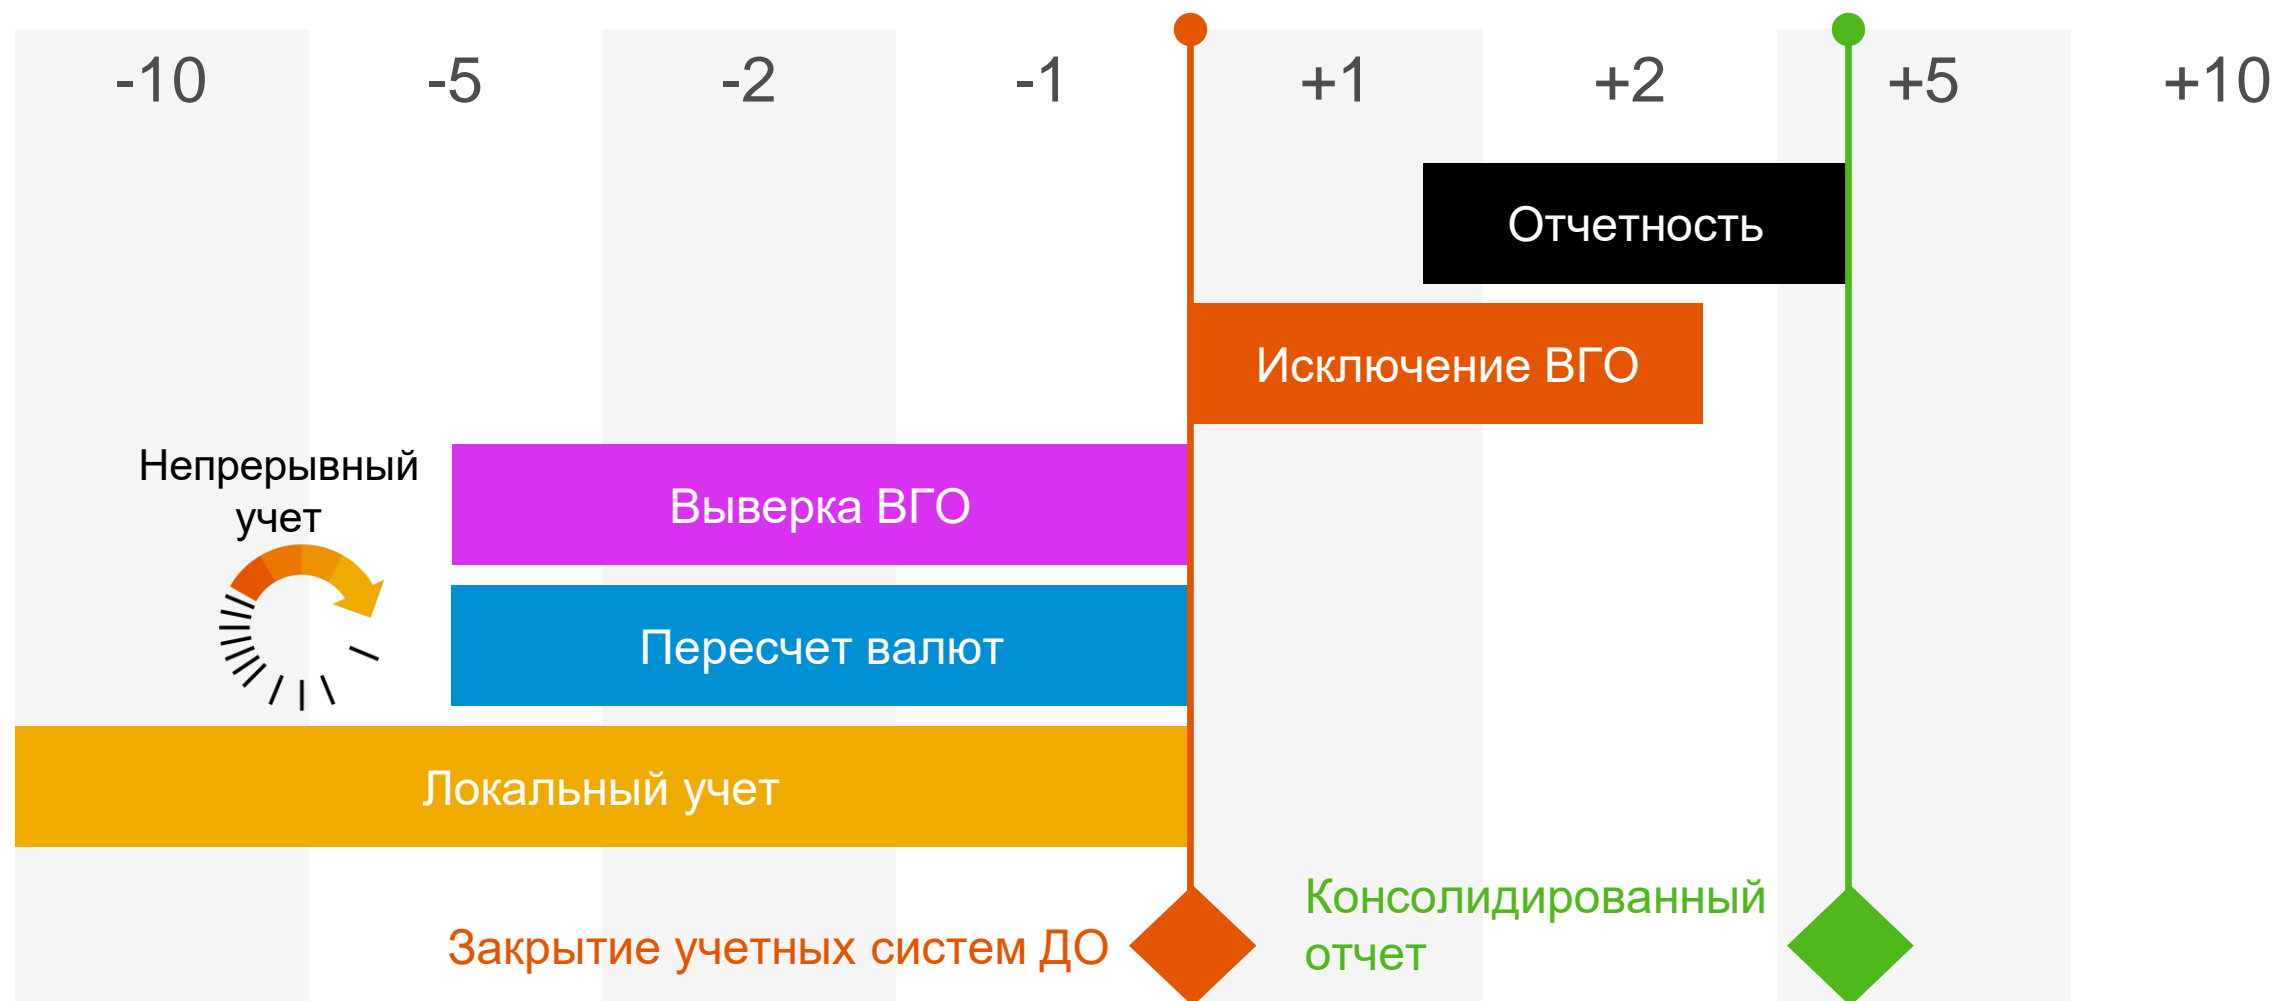 -10 -5 -2 -1 +1 +2 +5 +10
Отчетность
Исключение ВГО
Непрерывный
учет
Выверка ВГО
Пересчет валют
Локальный учет
Закрытие учетных систем ДО
Консолидированный
отчет